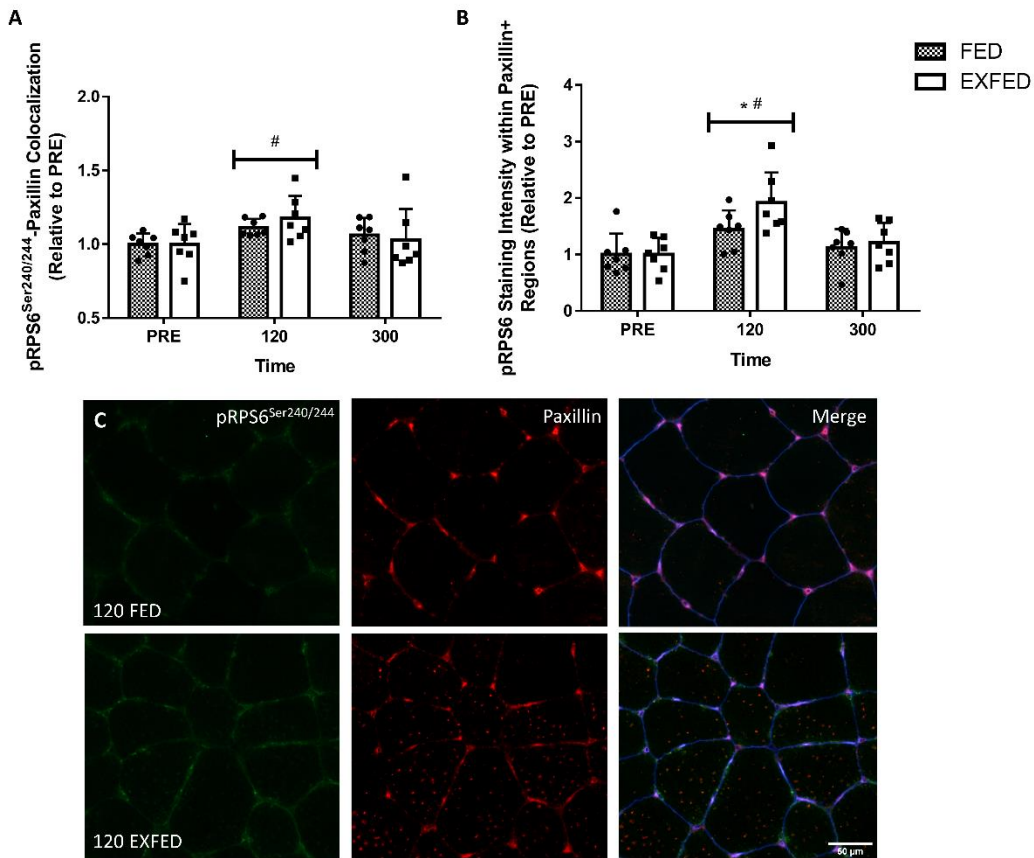 A
pRPS6Ser240/244-Paxillin Colocalization
(Relative to PRE)
2.0
1.5
1.0
0.5
#
PRE
120
300
Time
B
pRPS6 Staining Intensity within Paxillin+
Regions (Relative to PRE)
4
3
2
1
0
* #
PRE
120
300
Time
FED
EXFED
C
pRPS6Ser240/244
Paxillin
Merge
120 FED
120 EXFED
50 µm